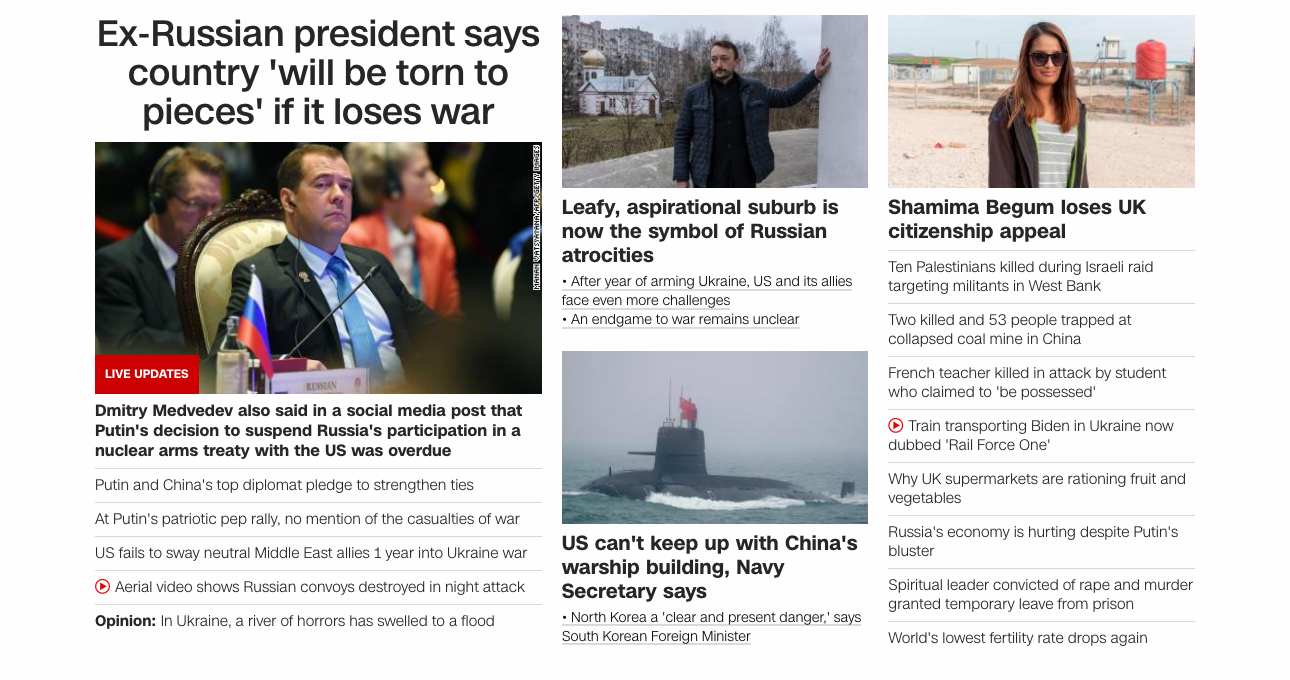 Ex-Russian president says
country 'will be torn to
pieces' if it loses war
RUSSIAN
LIVE UPDATES
Dmitry Medvedev also said in a social media post that
Putin's decision to suspend Russia's participation in a
nuclear arms treaty with the US was overdue
Putin and China's top diplomat pledge to strengthen ties
At Putin's patriotic pep rally, no mention of the casualties of war
US fails to sway neutral Middle East allies 1 year into Ukraine war
Aerial video shows Russian convoys destroyed in night attack
Opinion: In Ukraine, a river of horrors has swelled to a flood
Leafy, aspirational suburb is
now the symbol of Russian
atrocities
• After year of arming Ukraine, US and its allies
face even more challenges
• An endgame to war remains unclear
US can't keep up with China's
warship building, Navy
Secretary says
• North Korea a 'clear and present danger,' says
South Korean Foreign Minister
Shamima Begum loses UK
citizenship appeal
Ten Palestinians killed during Israeli raid
targeting militants in West Bank
Two killed and 53 people trapped at
collapsed coal mine in China
French teacher killed in attack by student
who claimed to 'be possessed'
Train transporting Biden in Ukraine now
dubbed 'Rail Force One'
Why UK supermarkets are rationing fruit and
vegetables
Russia's economy is hurting despite Putin's
bluster
Spiritual leader convicted of rape and murder
granted temporary leave from prison
World's lowest fertility rate drops again